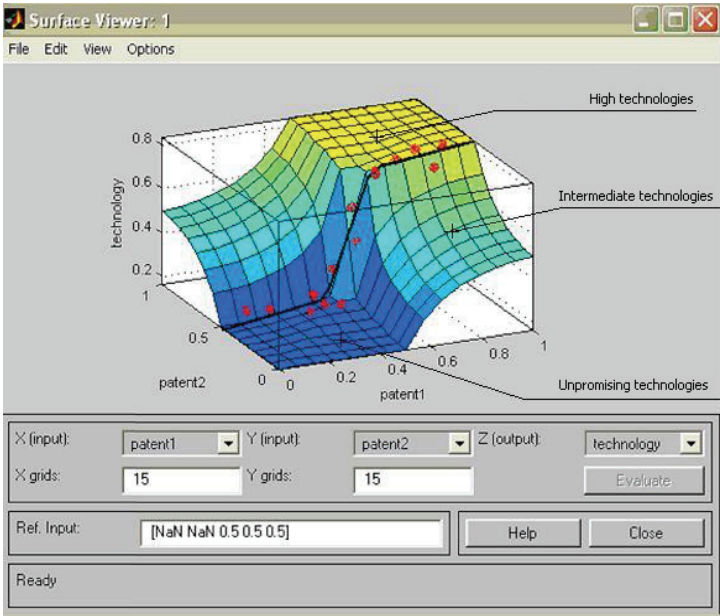 Surface Viewer: 1
File Edit View Options
High technologies
Intermediate technologies
Unpromising technologies
technology
0.8
0.6
0.4
0.2
1
0.5
0
patent2
0
0.2
0.4
0.6
0.8
1
patent1
X (input): patent1 Y (input): patent2 Z (output): technology
X grids: 15 Y grids: 15 Evaluate
Ref. Input: [NaN NaN 0.5 0.5 0.5] Help Close
Ready